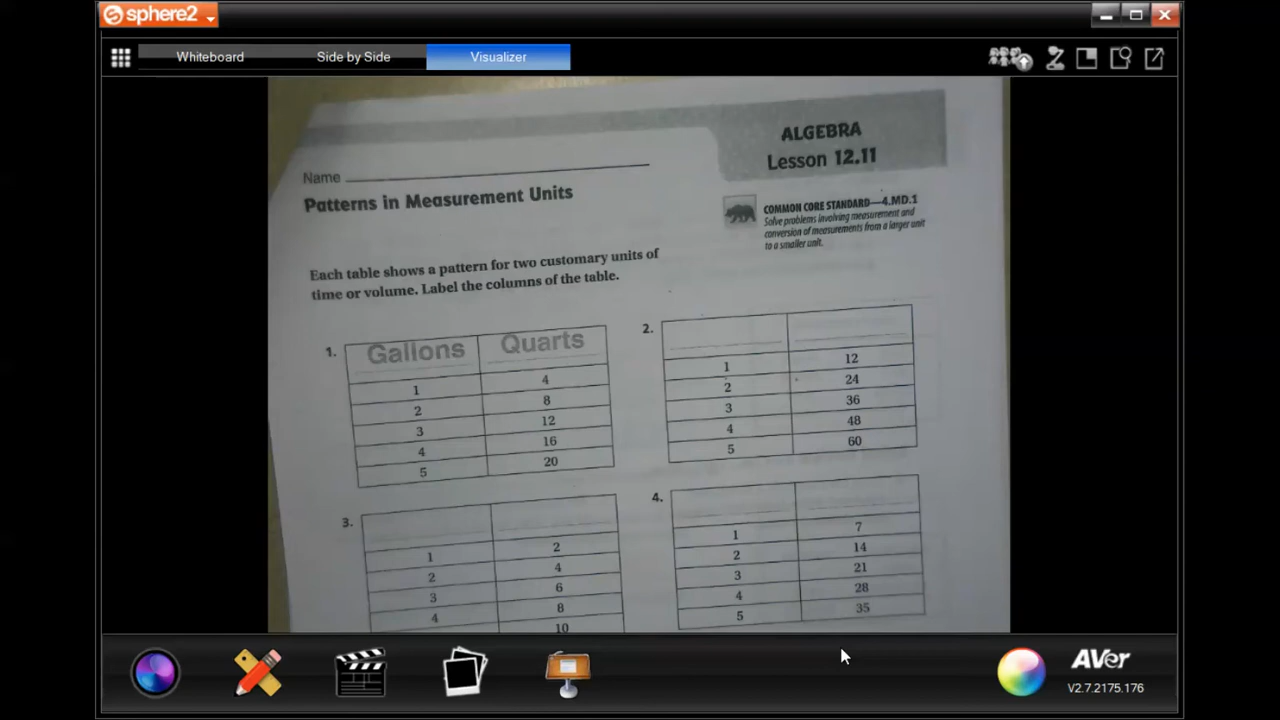 sphere2
Whiteboard Side by Side Visualizer
ALGEBRA
Lesson 12.11
Name
Patterns in Measurement Units
COMMON CORE STANDARD—4.MD.1
Solve problems involving measurement and
conversion of measurements from a larger unit
to a smaller unit.
Each table shows a pattern for two customary units of
time or volume. Label the columns of the table.
1.
Gallons Quarts
1 4
2 8
3 12
4 16
5 20
2.
1 12
2 24
3 36
4 48
5 60
3.
1 2
2 4
3 6
4 8
10
4.
1 7
2 14
3 21
4 28
5 35
AVer
V2.7.2175.176